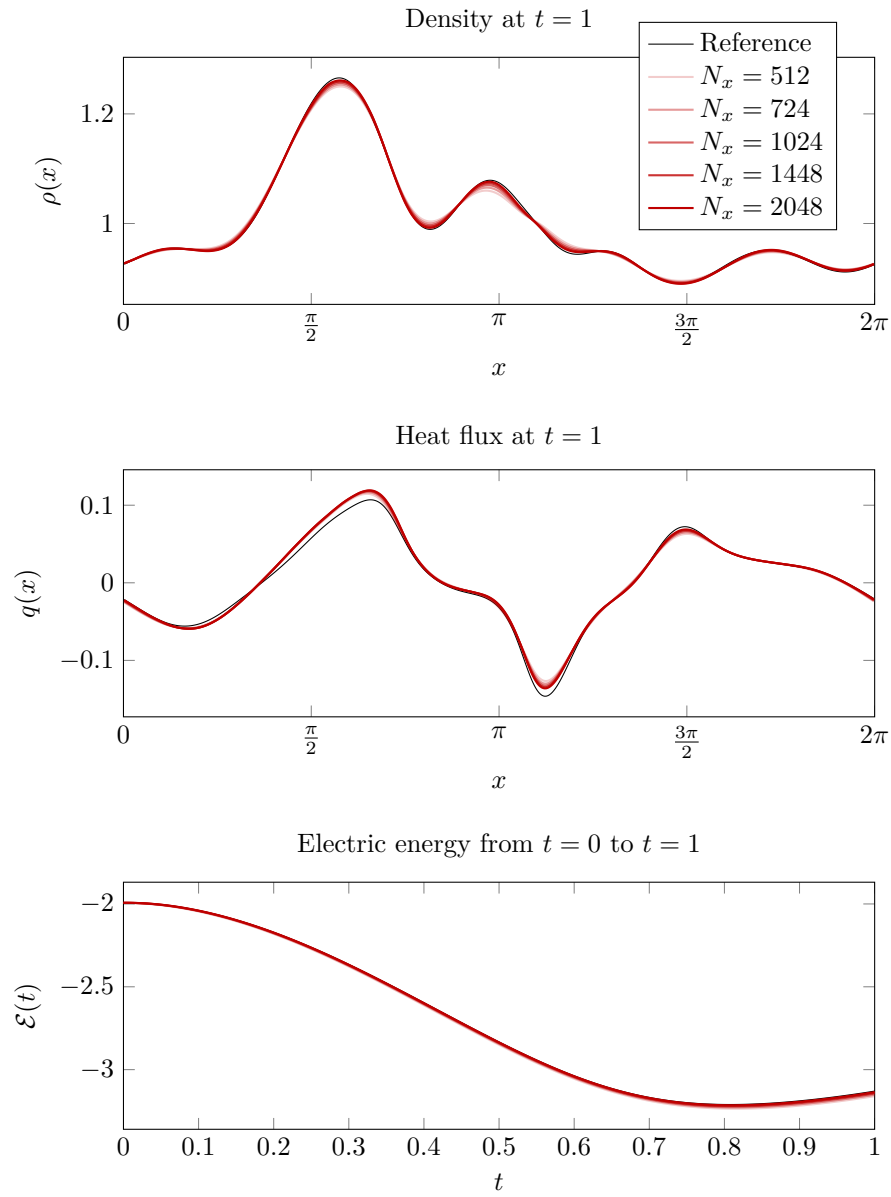 Density at t = 1
Reference
N_x = 512
N_x = 724
N_x = 1024
N_x = 1448
N_x = 2048
1.2
1
ρ(x)
0 π/2 π 3π/2 2π
x
Heat flux at t = 1
0.1
0
−0.1
q(x)
0 π/2 π 3π/2 2π
x
Electric energy from t = 0 to t = 1
−2
−2.5
−3
ℰ(t)
0 0.1 0.2 0.3 0.4 0.5 0.6 0.7 0.8 0.9 1
t